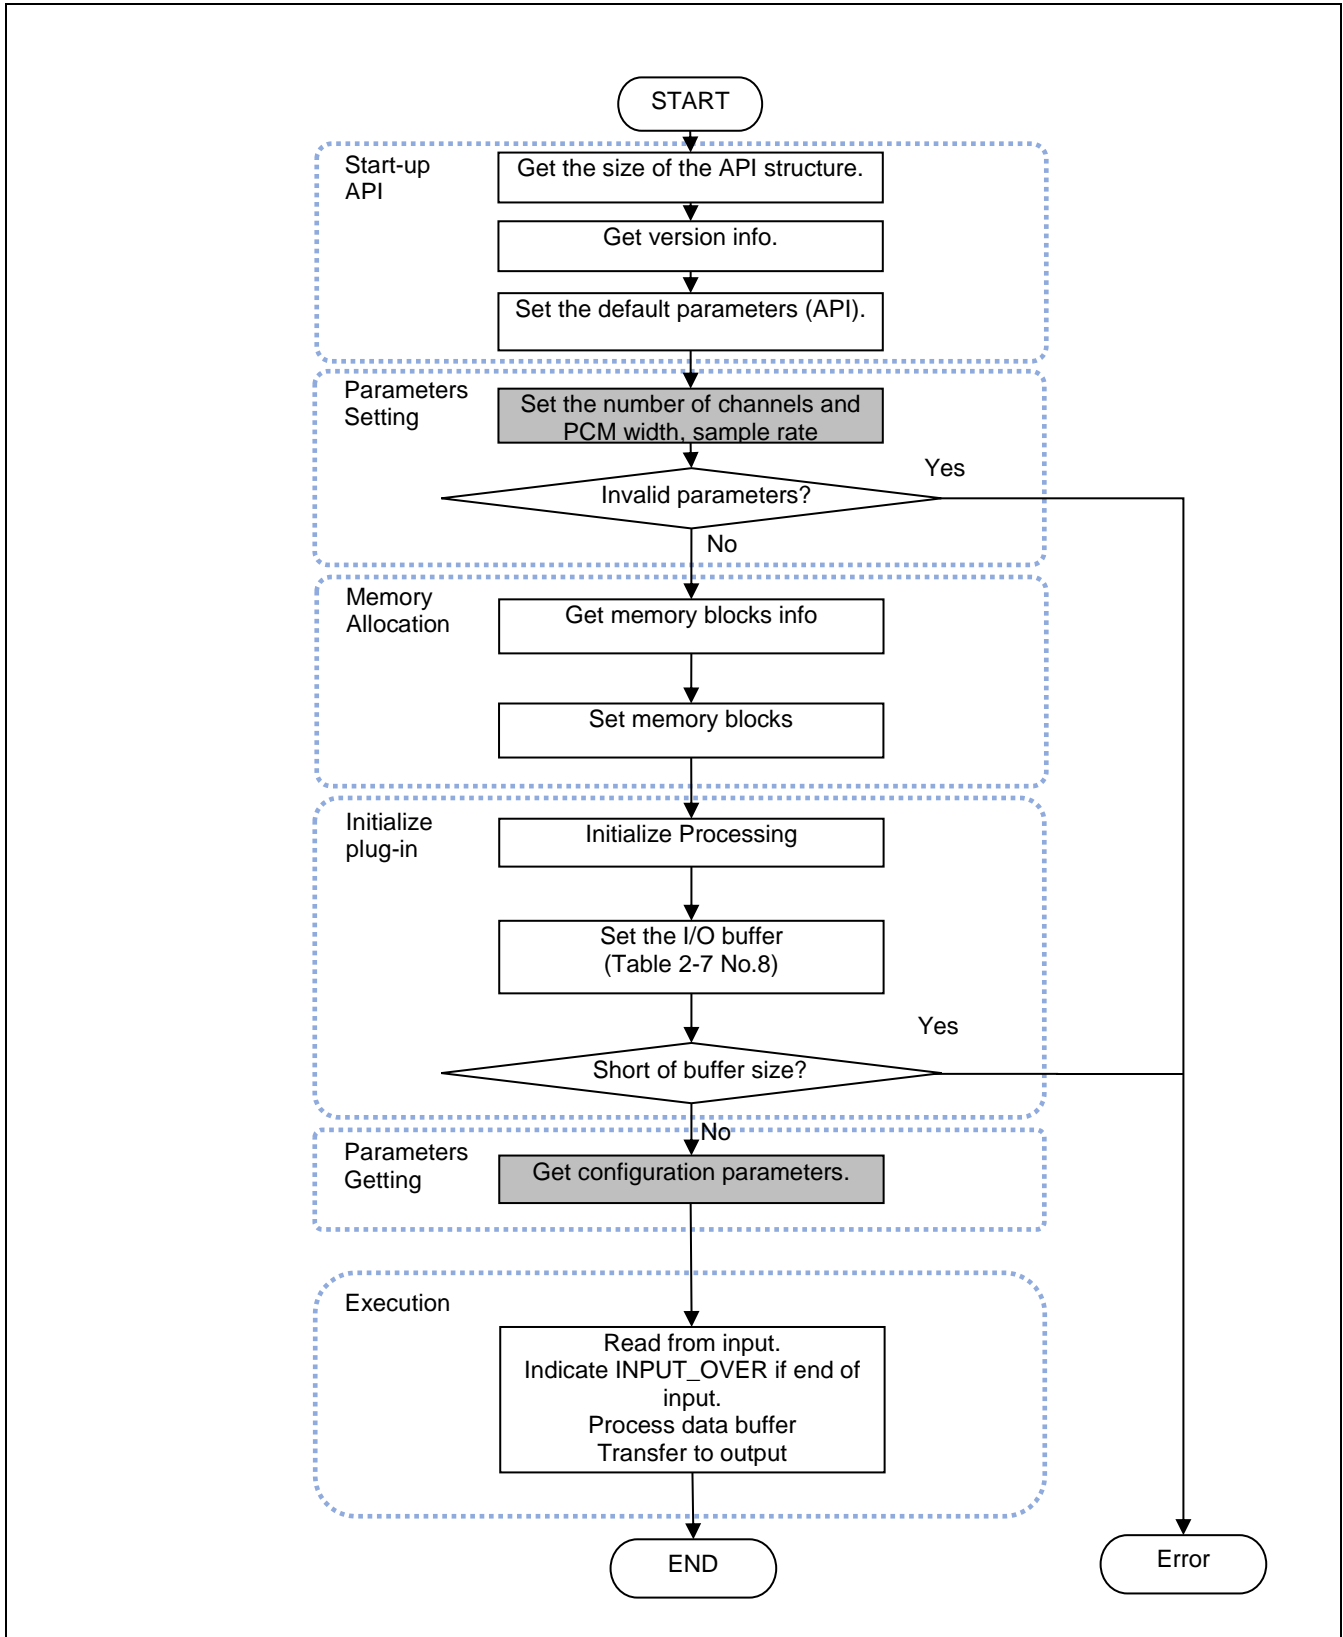 START
Start-up
API
Get the size of the API structure.
Get version info.
Set the default parameters (API).
Parameters
Setting
Set the number of channels and
PCM width, sample rate
Yes
Invalid parameters?
No
Memory
Allocation
Get memory blocks info
Set memory blocks
Initialize
plug-in
Initialize Processing
Set the I/O buffer
(Table 2-7 No.8)
Yes
Short of buffer size?
No
Parameters
Getting
Get configuration parameters.
Execution
Read from input.
Indicate INPUT_OVER if end of
input.
Process data buffer
Transfer to output
END
Error